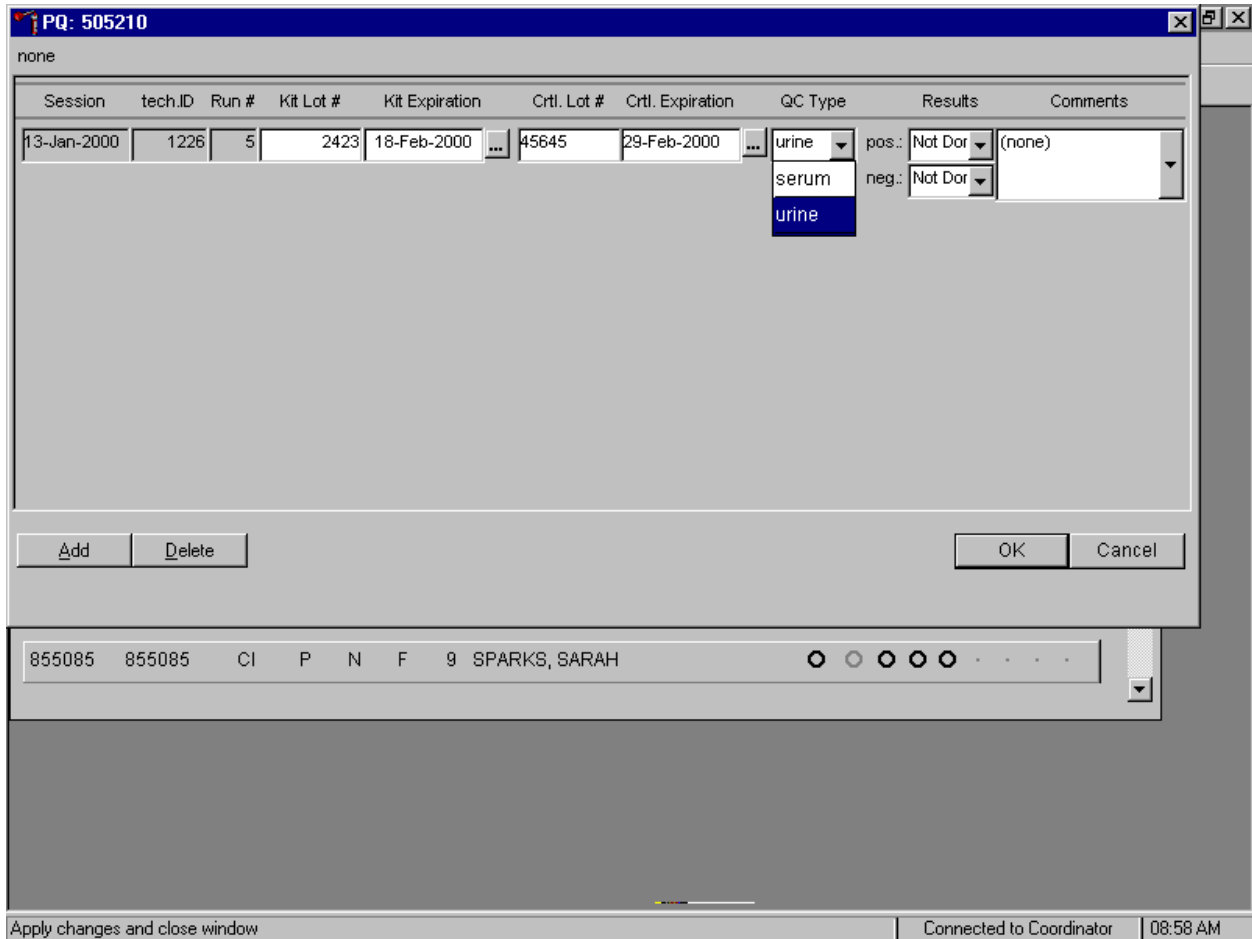 PQ: 505210
none
Session tech.ID Run # Kit Lot # Kit Expiration Crtl. Lot # Crtl. Expiration QC Type Results Comments
13-Jan-2000 1226 5 2423 18-Feb-2000 ... 45645 29-Feb-2000 ... urine pos.: Not Dor (none)
serum neg.: Not Dor
urine
Add Delete OK Cancel
855085 855085 CI P N F 9 SPARKS, SARAH
Apply changes and close window Connected to Coordinator 08:58 AM